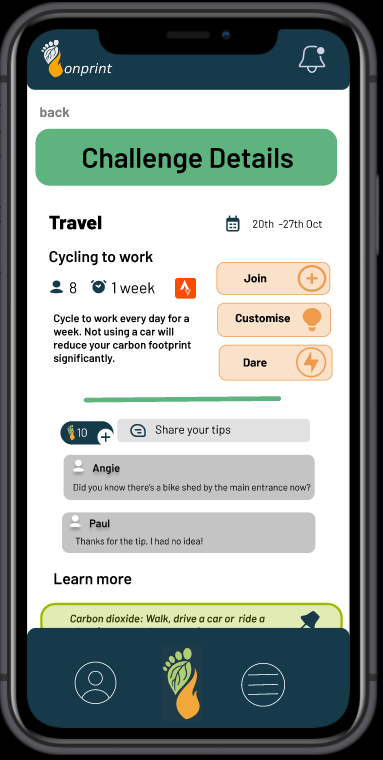 onprint
back
Challenge Details
Travel
20th -27th Oct
Cycling to work
8
1 week
Join
Cycle to work every day for a
week. Not using a car will
reduce your carbon footprint
significantly.
Customise
Dare
10
Share your tips
Angie
Did you know there's a bike shed by the main entrance now?
Paul
Thanks for the tip, I had no idea!
Learn more
Carbon dioxide: Walk, drive a car or ride a